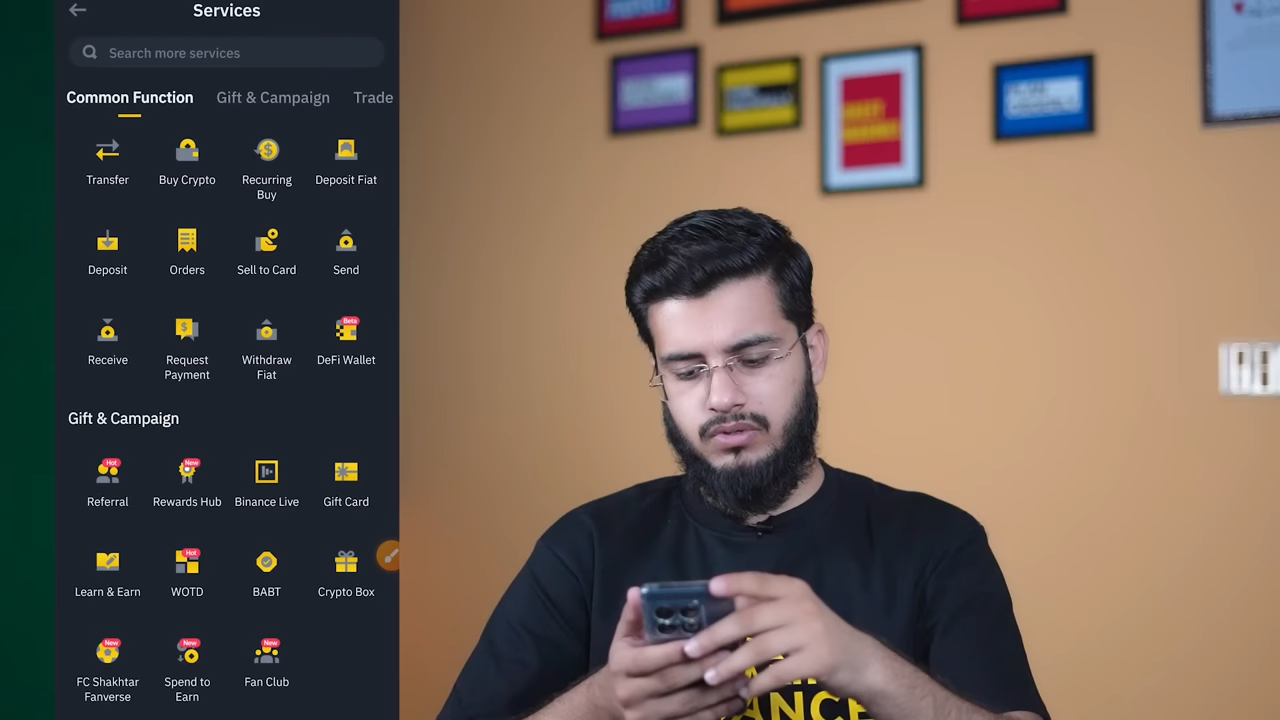 Services
Search more services
Common Function
Gift & Campaign
Trade
Transfer
Buy Crypto
Recurring
Buy
Deposit Fiat
Deposit
Orders
Sell to Card
Send
Receive
Request
Payment
Withdraw
Fiat
Beta
DeFi Wallet
Gift & Campaign
Hot
Referral
New
Rewards Hub
Binance Live
Gift Card
Learn & Earn
Hot
WOTD
BABT
Crypto Box
New
FC Shakhtar
Fanverse
New
Spend to
Earn
New
Fan Club
ANCE